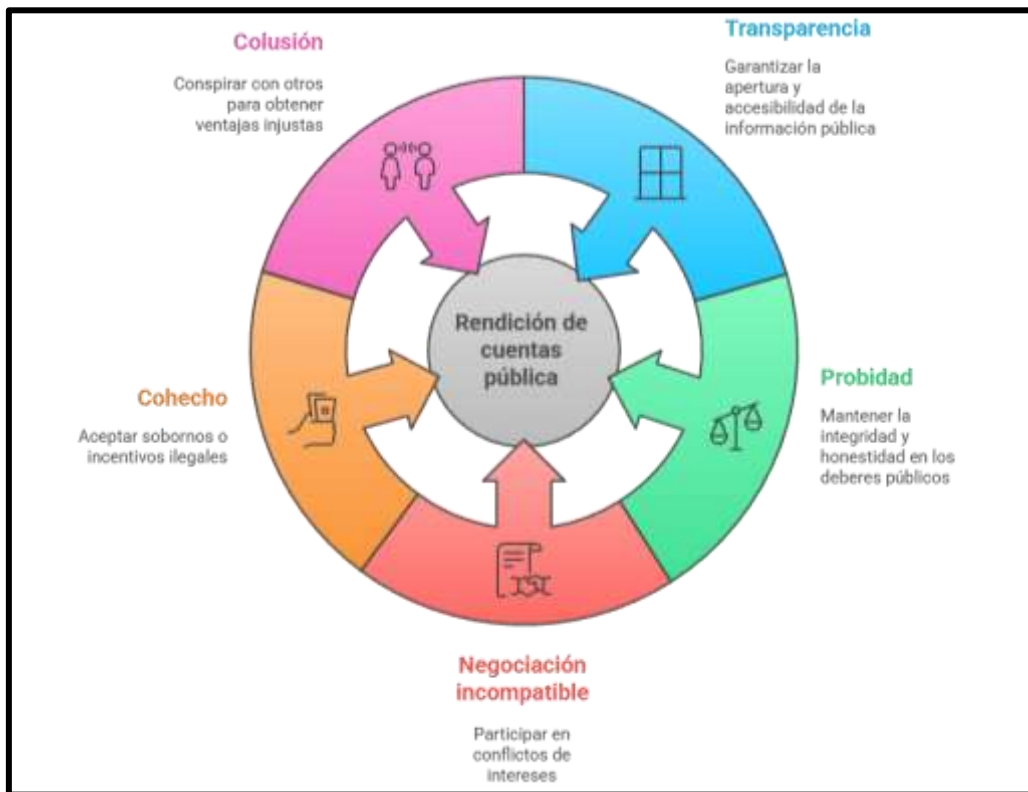 Colusión
Conspirar con otros
para obtener
ventajas injustas
Transparencia
Garantizar la
apertura y
accesibilidad de la
información pública
Rendición de
cuentas
pública
Cohecho
Aceptar sobornos o
incentivos ilegales
Probidad
Mantener la
integridad y
honestidad en los
deberes públicos
Negociación
incompatible
Participar en
conflictos de
intereses